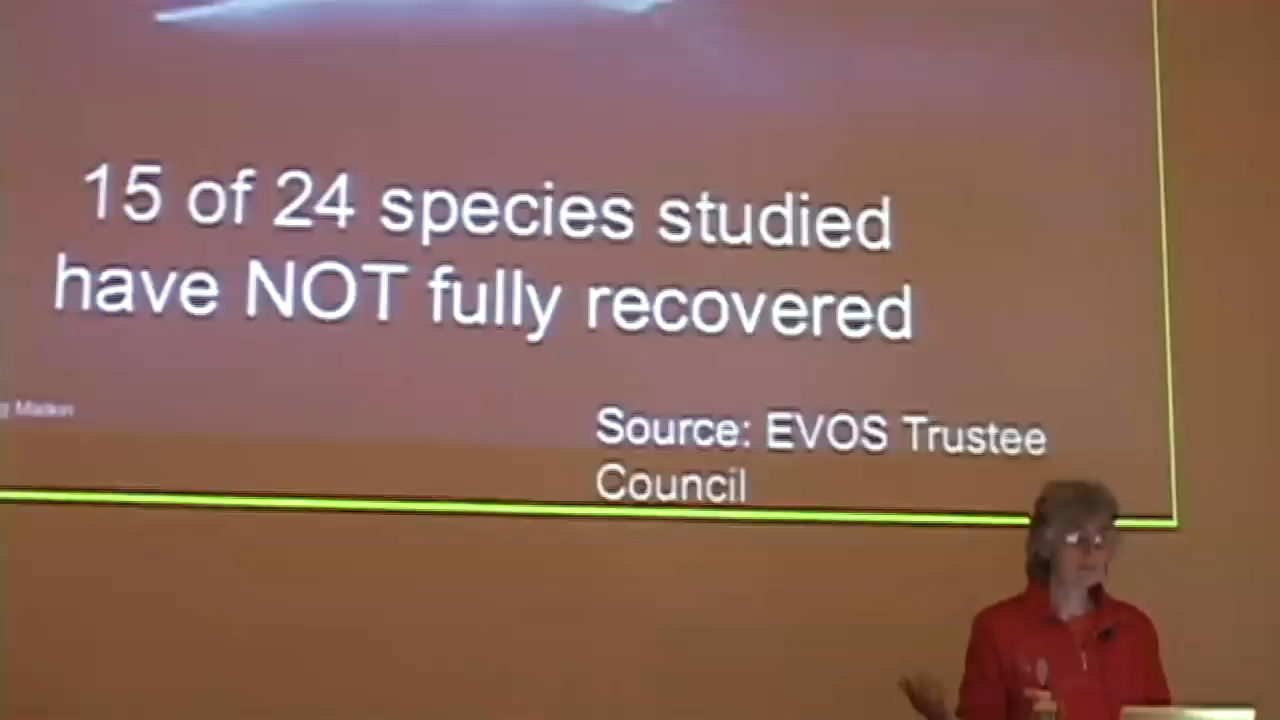 15 of 24 species studied
have NOT fully recovered
Source: EVOS Trustee
Council